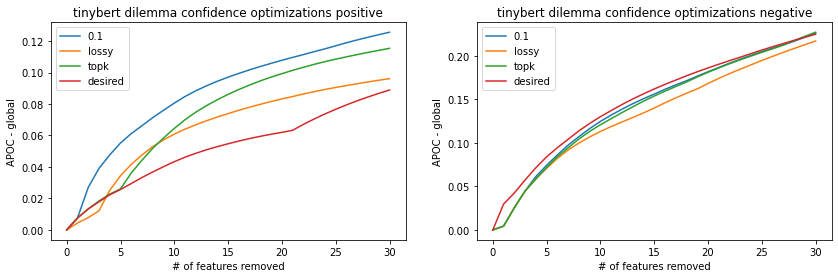 tinybert dilemma confidence optimizations positive
0.1
lossy
topk
desired
APOC - global
0.12
0.10
0.08
0.06
0.04
0.02
0.00
0
5
10
15
20
25
30
# of features removed
tinybert dilemma confidence optimizations negative
0.1
lossy
topk
desired
APOC - global
0.20
0.15
0.10
0.05
0.00
0
5
10
15
20
25
30
# of features removed